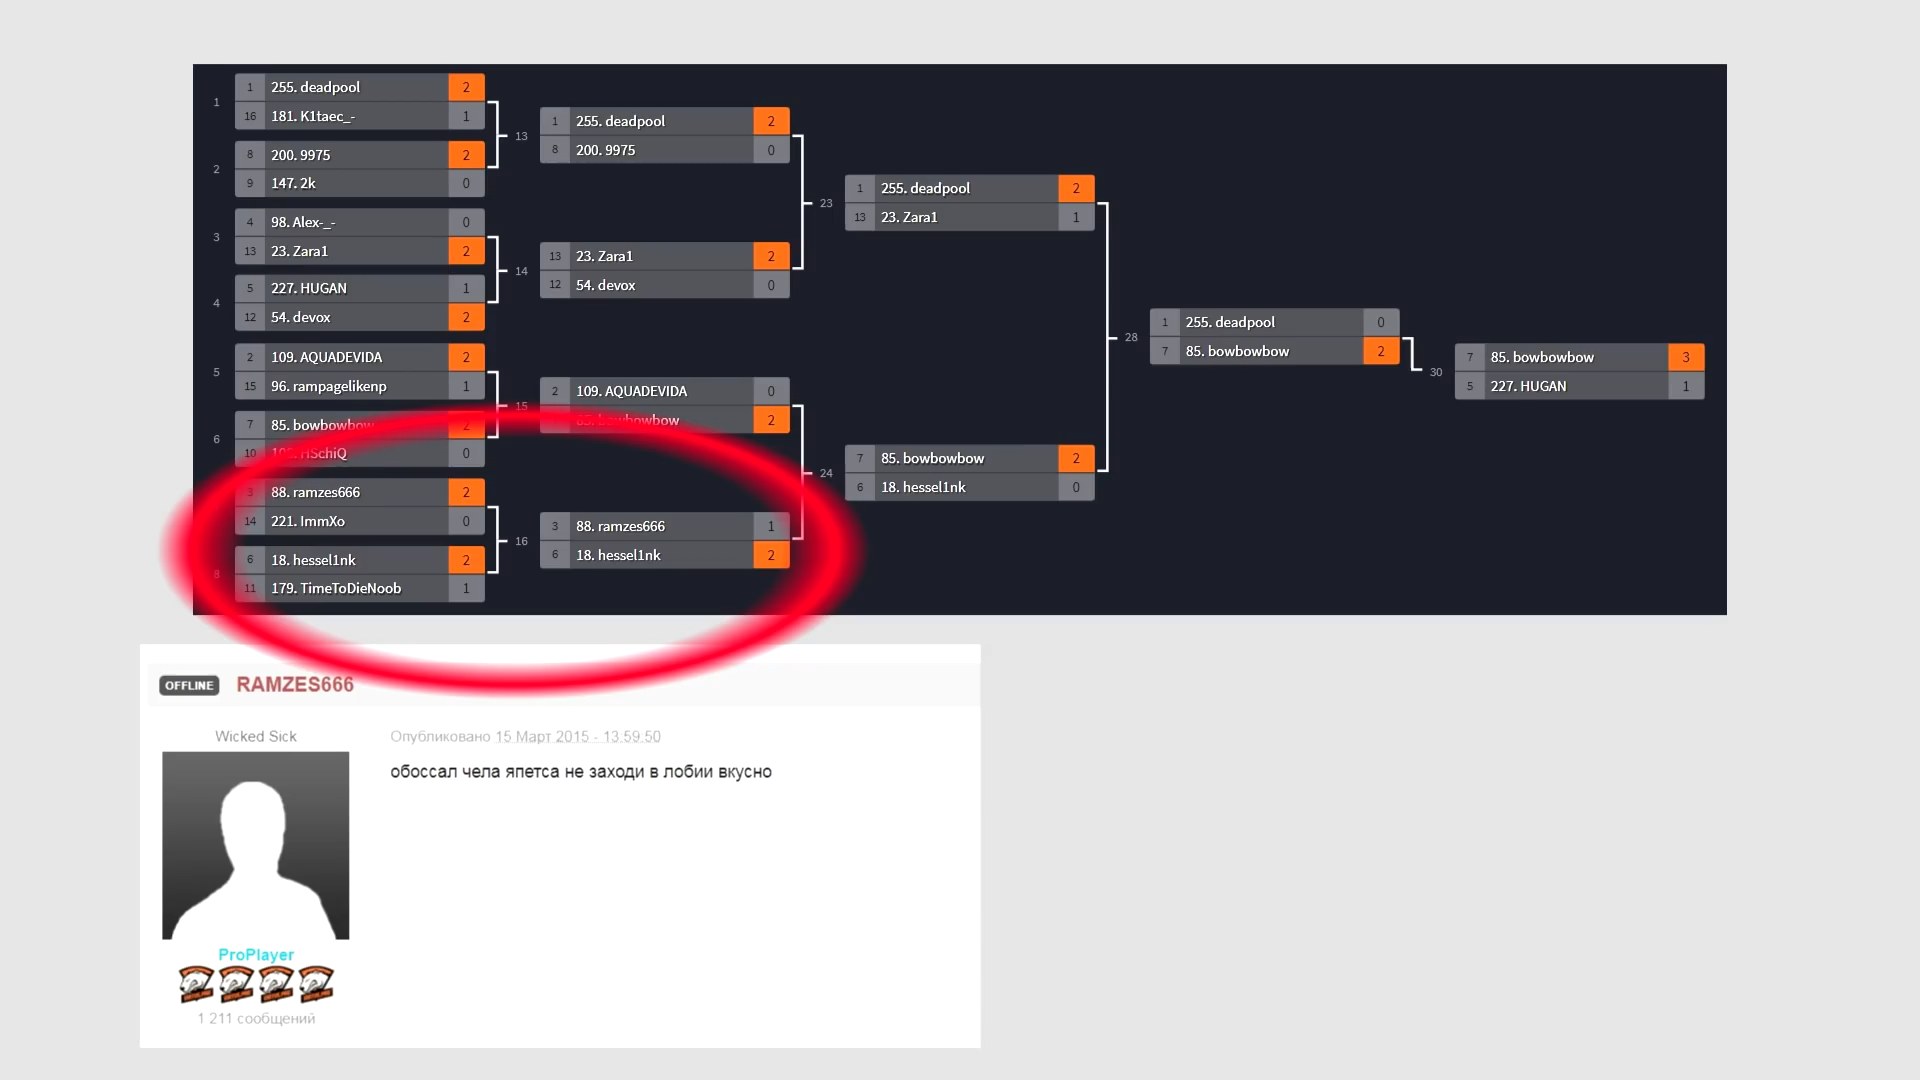 1
1 255. deadpool 2
16 181. K1taec_- 1
2
8 200. 9975 2
9 147. 2k 0
3
4 98. Alex-_- 0
13 23. Zara1 2
4
5 227. HUGAN 1
12 54. devox 2
5
2 109. AQUADEVIDA 2
15 96. rampagelikenp 1
6
7 85. bowbowbow 2
10 HSchiQ 0
3 88. ramzes666 2
14 221. ImmXo 0
8
6 18. hessel1nk 2
11 179. TimeToDieNoob 1
13
1 255. deadpool 2
8 200. 9975 0
14
13 23. Zara1 2
12 54. devox 0
15
2 109. AQUADEVIDA 0
85. bowbowbow 2
16
3 88. ramzes666 1
6 18. hessel1nk 2
23
1 255. deadpool 2
13 23. Zara1 1
24
7 85. bowbowbow 2
6 18. hessel1nk 0
28
1 255. deadpool 0
7 85. bowbowbow 2
30
7 85. bowbowbow 3
5 227. HUGAN 1
OFFLINE RAMZES666
Wicked Sick
Опубликовано 15 Март 2015 - 13:59:50
обоссал чела япетса не заходи в лобии вкусно
ProPlayer
1 211 сообщений